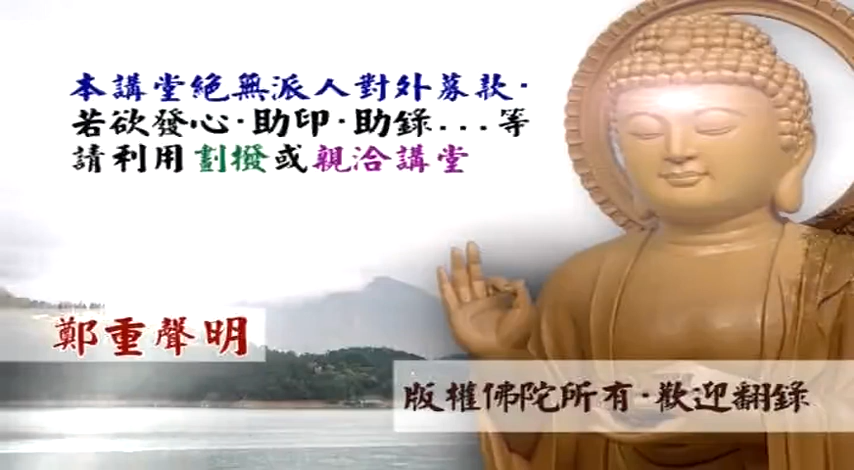 本講堂絕無派人對外募款．
若欲發心．助印．助錄...等
請利用劃撥或親洽講堂
鄭重聲明
版權佛陀所有．歡迎翻錄